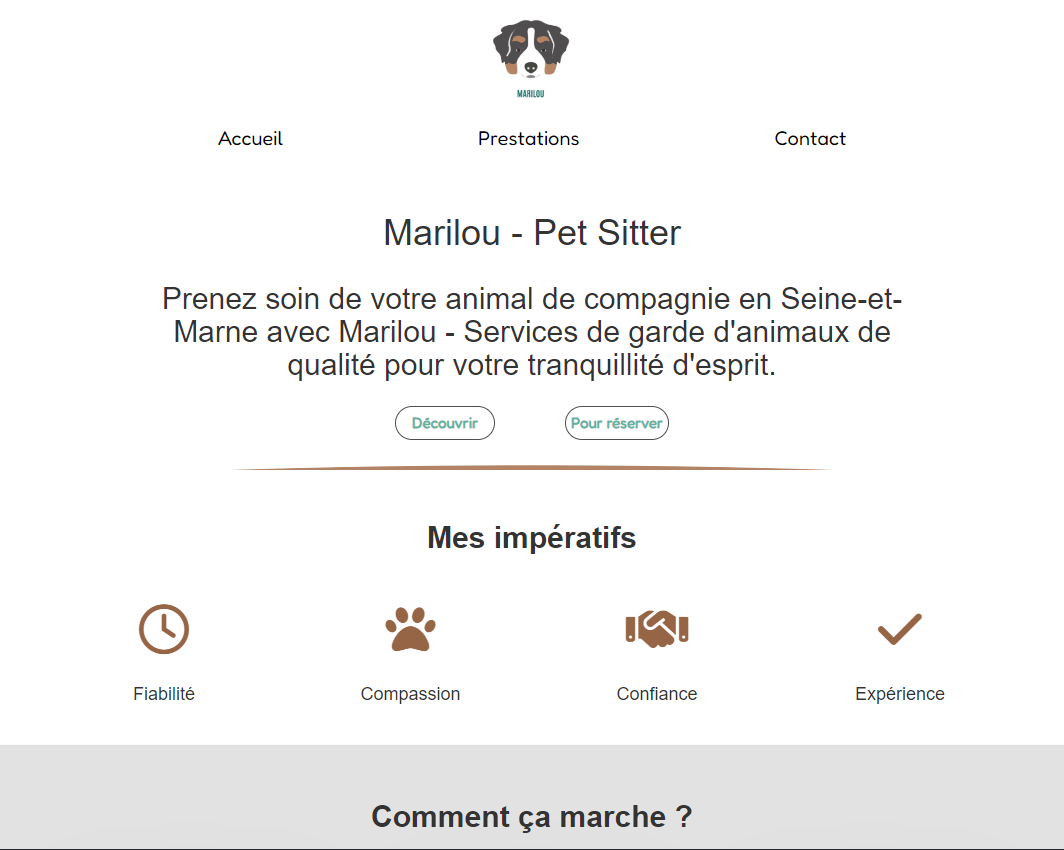 MARILOU
Accueil Prestations Contact
Marilou - Pet Sitter
Prenez soin de votre animal de compagnie en Seine-et-
Marne avec Marilou - Services de garde d'animaux de
qualité pour votre tranquillité d'esprit.
Découvrir Pour réserver
Mes impératifs
Fiabilité Compassion Confiance Expérience
Comment ça marche ?